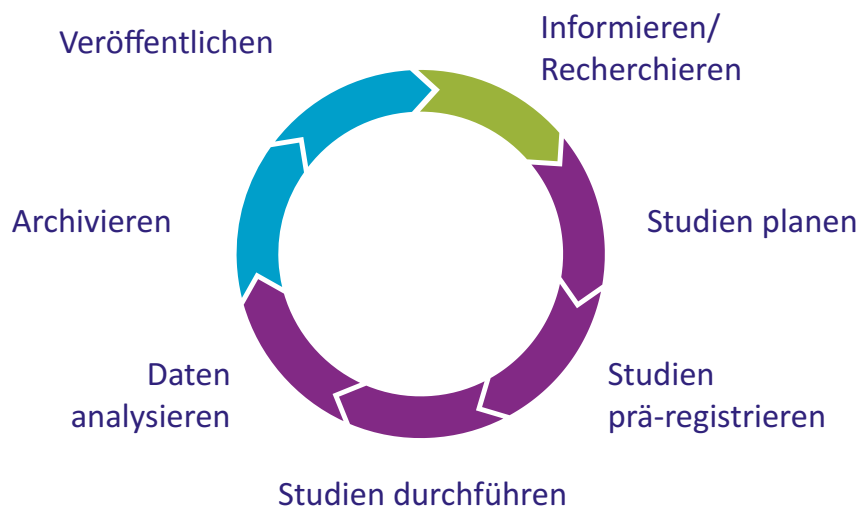 Veröffentlichen
Informieren/
Recherchieren
Archivieren
Studien planen
Daten
analysieren
Studien
prä-registrieren
Studien durchführen